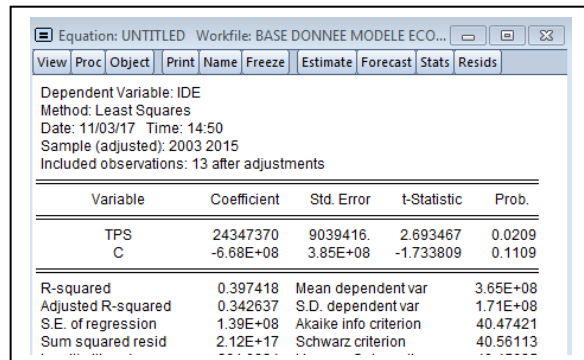 Equation: UNTITLED Workfile: BASE DONNEE MODELE ECO...
View Proc Object Print Name Freeze Estimate Forecast Stats Resids
Dependent Variable: IDE
Method: Least Squares
Date: 11/03/17 Time: 14:50
Sample (adjusted): 2003 2015
Included observations: 13 after adjustments
Variable Coefficient Std. Error t-Statistic Prob.
TPS 24347370 9039416. 2.693467 0.0209
C -6.68E+08 3.85E+08 -1.733809 0.1109
R-squared 0.397418 Mean dependent var 3.65E+08
Adjusted R-squared 0.342637 S.D. dependent var 1.71E+08
S.E. of regression 1.39E+08 Akaike info criterion 40.47421
Sum squared resid 2.12E+17 Schwarz criterion 40.56113